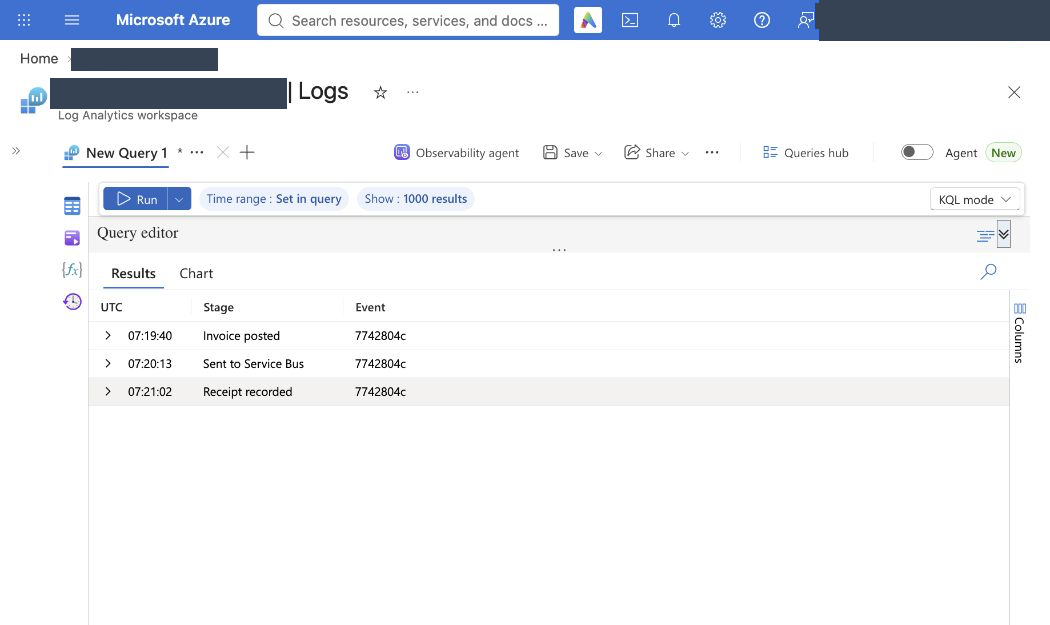 Microsoft Azure
Search resources, services, and docs ...
Home
| Logs
Log Analytics workspace
New Query 1 *
Observability agent
Save
Share
Queries hub
Agent
New
Run
Time range : Set in query
Show : 1000 results
KQL mode
Query editor
{fx}
Results Chart
UTC Stage Event
07:19:40 Invoice posted 7742804c
07:20:13 Sent to Service Bus 7742804c
07:21:02 Receipt recorded 7742804c
Columns